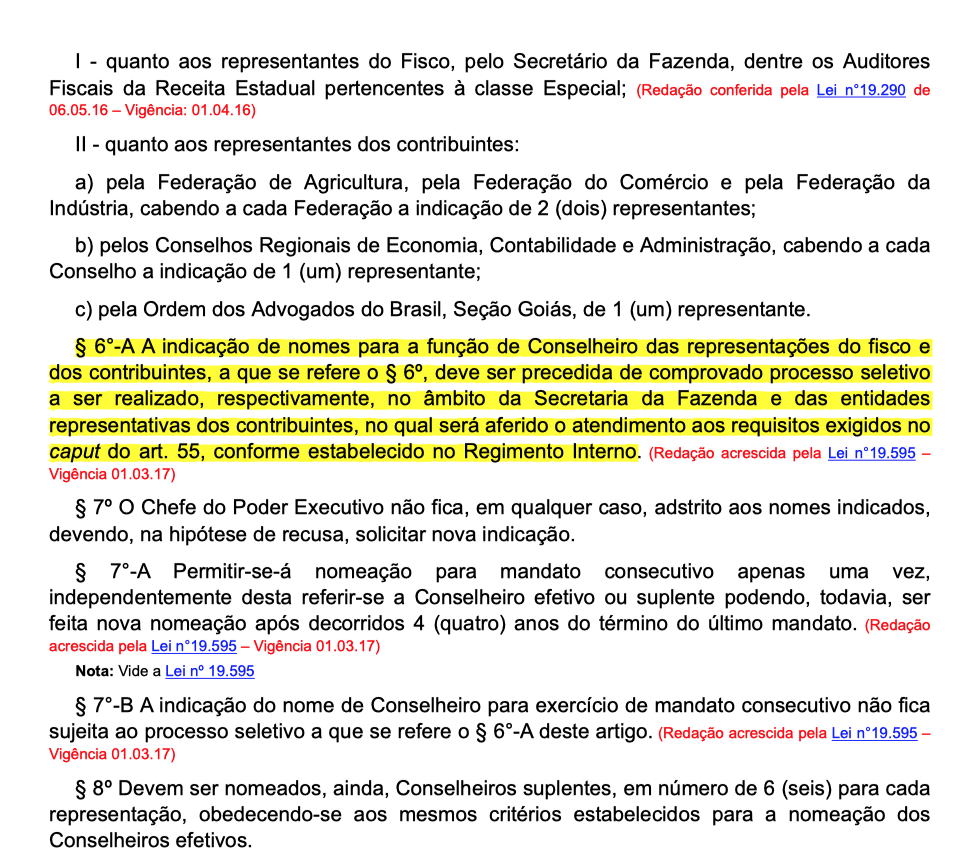 I - quanto aos representantes do Fisco, pelo Secretário da Fazenda, dentre os Auditores
Fiscais da Receita Estadual pertencentes à classe Especial; (Redação conferida pela Lei n°19.290 de
06.05.16 – Vigência: 01.04.16)
II - quanto aos representantes dos contribuintes:
a) pela Federação de Agricultura, pela Federação do Comércio e pela Federação da
Indústria, cabendo a cada Federação a indicação de 2 (dois) representantes;
b) pelos Conselhos Regionais de Economia, Contabilidade e Administração, cabendo a cada
Conselho a indicação de 1 (um) representante;
c) pela Ordem dos Advogados do Brasil, Seção Goiás, de 1 (um) representante.
§ 6°-A A indicação de nomes para a função de Conselheiro das representações do fisco e
dos contribuintes, a que se refere o § 6º, deve ser precedida de comprovado processo seletivo
a ser realizado, respectivamente, no âmbito da Secretaria da Fazenda e das entidades
representativas dos contribuintes, no qual será aferido o atendimento aos requisitos exigidos no
caput do art. 55, conforme estabelecido no Regimento Interno. (Redação acrescida pela Lei n°19.595 –
Vigência 01.03.17)
§ 7º O Chefe do Poder Executivo não fica, em qualquer caso, adstrito aos nomes indicados,
devendo, na hipótese de recusa, solicitar nova indicação.
§ 7°-A Permitir-se-á nomeação para mandato consecutivo apenas uma vez,
independentemente desta referir-se a Conselheiro efetivo ou suplente podendo, todavia, ser
feita nova nomeação após decorridos 4 (quatro) anos do término do último mandato. (Redação
acrescida pela Lei n°19.595 – Vigência 01.03.17)
Nota: Vide a Lei nº 19.595
§ 7°-B A indicação do nome de Conselheiro para exercício de mandato consecutivo não fica
sujeita ao processo seletivo a que se refere o § 6°-A deste artigo. (Redação acrescida pela Lei n°19.595 –
Vigência 01.03.17)
§ 8º Devem ser nomeados, ainda, Conselheiros suplentes, em número de 6 (seis) para cada
representação, obedecendo-se aos mesmos critérios estabelecidos para a nomeação dos
Conselheiros efetivos.